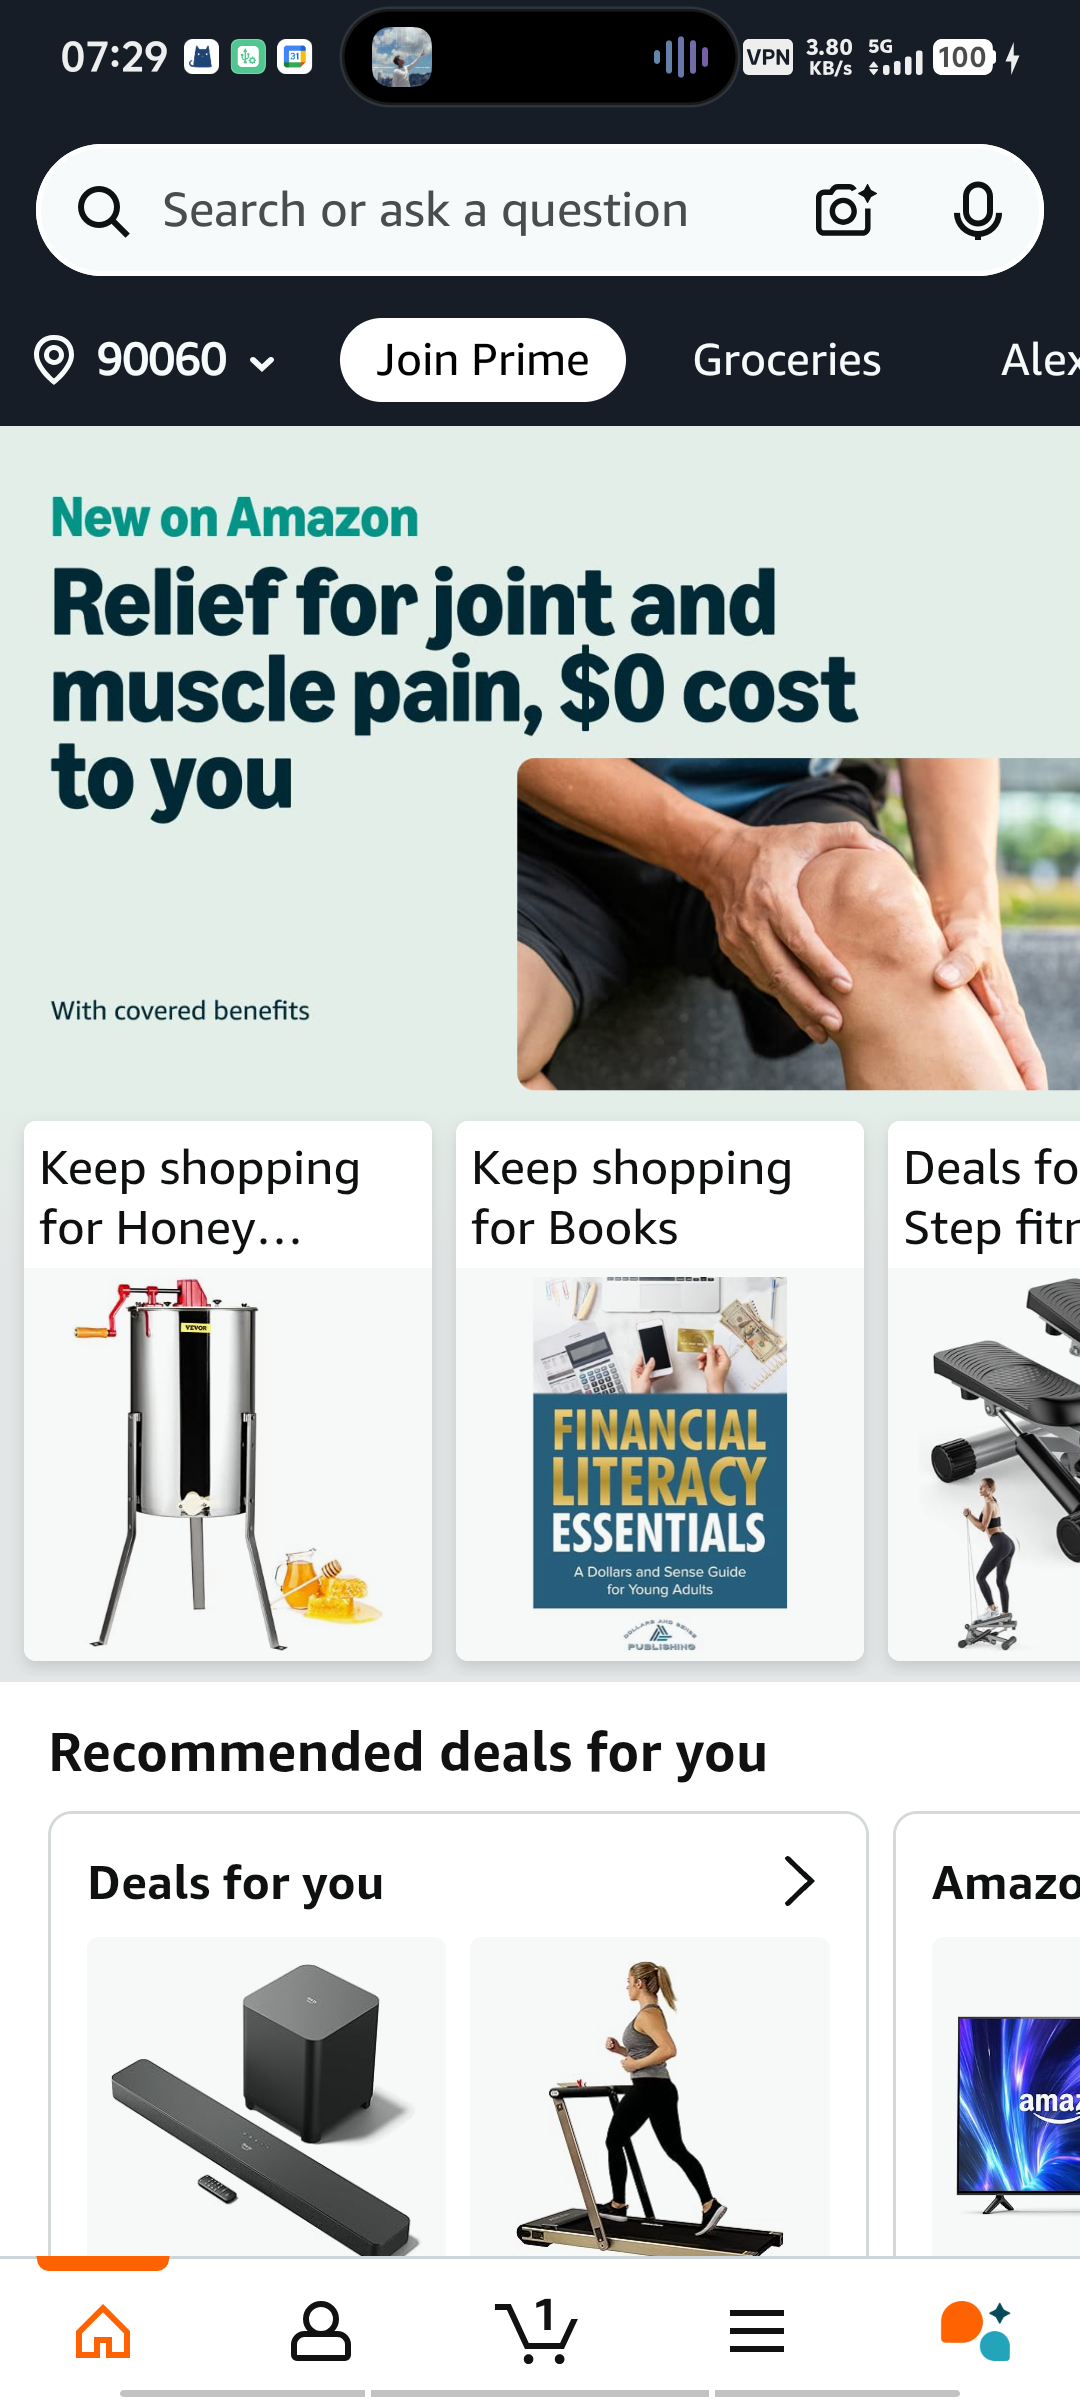 07:29
VPN
3.80
KB/s
5G
100
Search or ask a question
90060
Join Prime
Groceries
Alex
New on Amazon
Relief for joint and
muscle pain, $0 cost
to you
With covered benefits
Keep shopping
for Honey...
Keep shopping
for Books
Deals fo
Step fitn
31
VEVOR
FINANCIAL
LITERACY
ESSENTIALS
A Dollars and Sense Guide
for Young Adults
DOLLARS AND SENSE
PUBLISHING
Recommended deals for you
Deals for you
Amazo
amaz
1